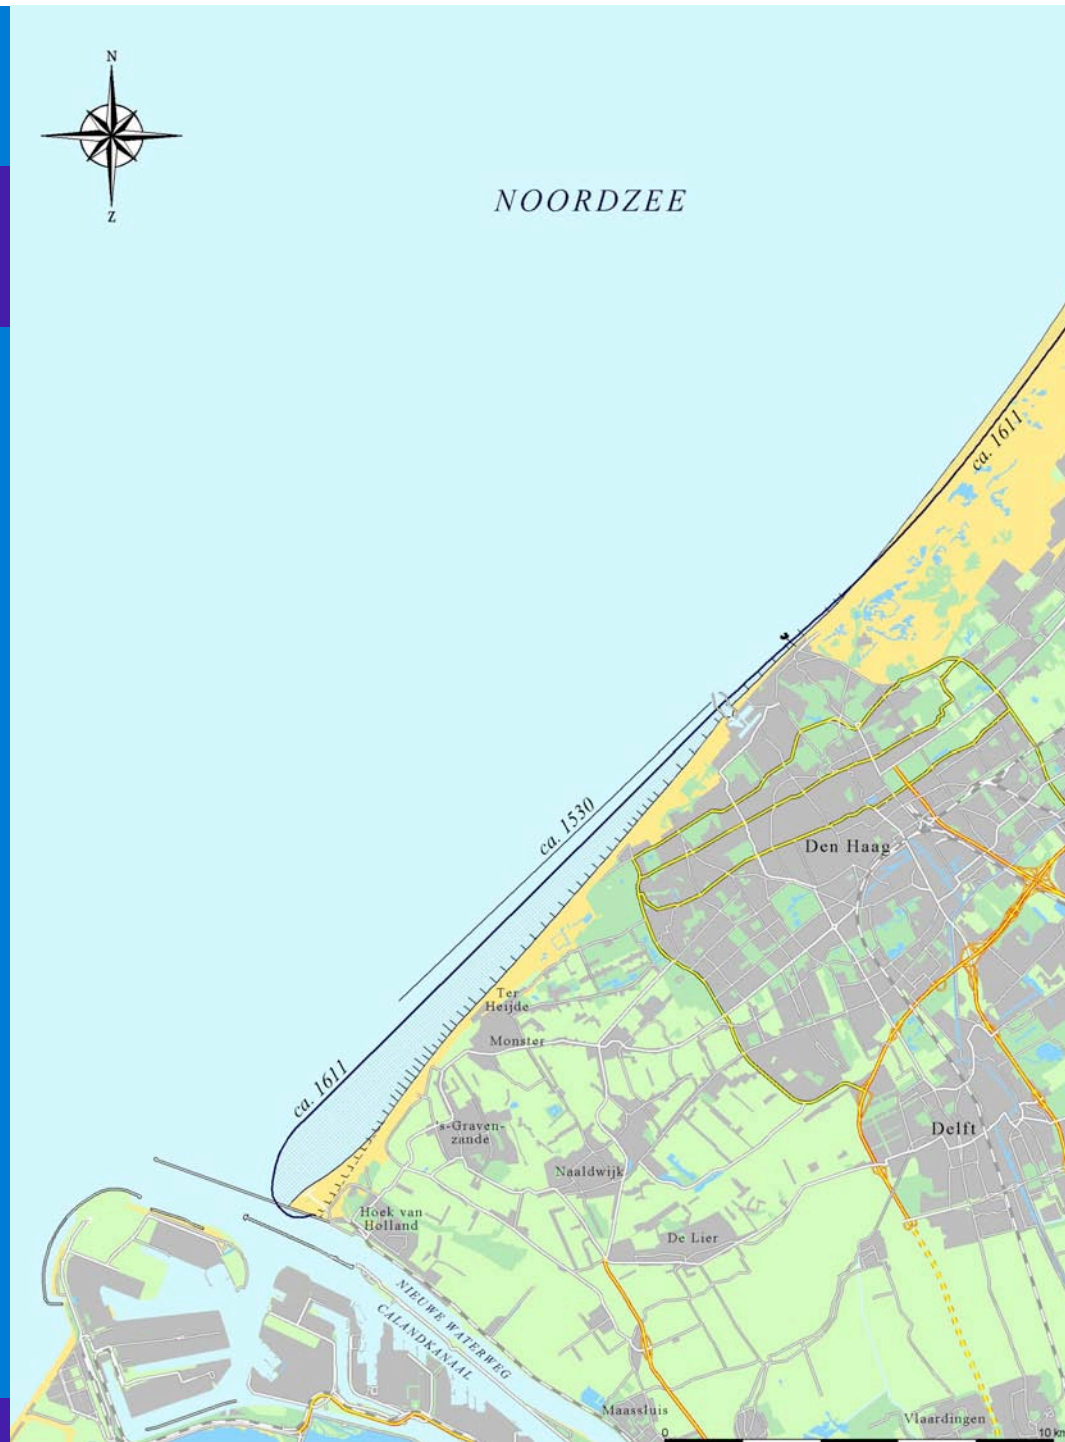 N
Z
NOORDZEE
ca. 1611
ca. 1530
Den Haag
Ter
Heijde
Monster
ca. 1611
's-Graven-
zande
Delft
Naaldwijk
Hoek van
Holland
De Lier
NIEUWE WATERWEG
CALANDKANAAL
Maassluis
Vlaardingen
0
10 km